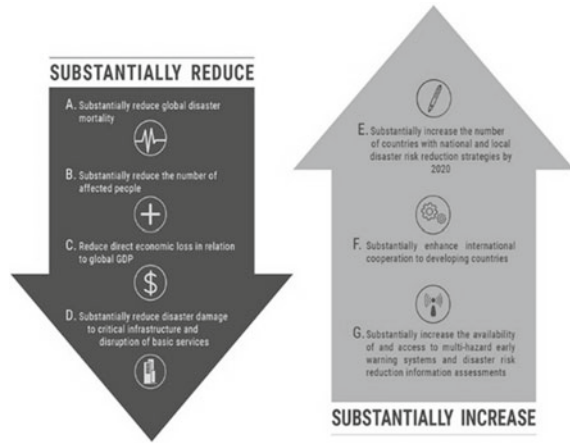 SUBSTANTIALLY REDUCE
A. Substantially reduce global disaster
mortality
B. Substantially reduce the number of
affected people
C. Reduce direct economic loss in relation
to global GDP
$
D. Substantially reduce disaster damage
to critical infrastructure and
disruption of basic services
E. Substantially increase the number
of countries with national and local
disaster risk reduction strategies by
2020
F. Substantially enhance international
cooperation to developing countries
G. Substantially increase the availability
of and access to multi-hazard early
warning systems and disaster risk
reduction information assessments
SUBSTANTIALLY INCREASE